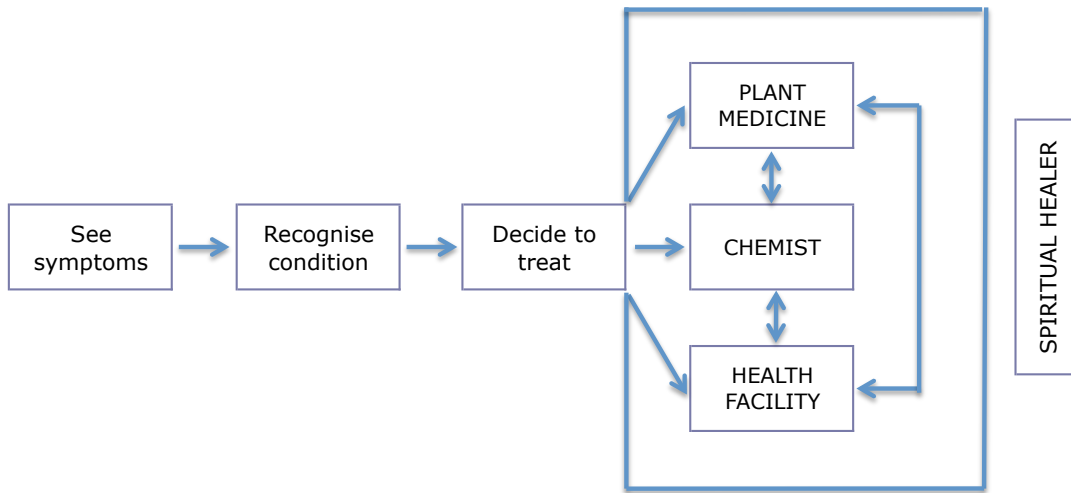 See
symptoms
Recognise
condition
Decide to
treat
PLANT
MEDICINE
CHEMIST
HEALTH
FACILITY
SPIRITUAL HEALER